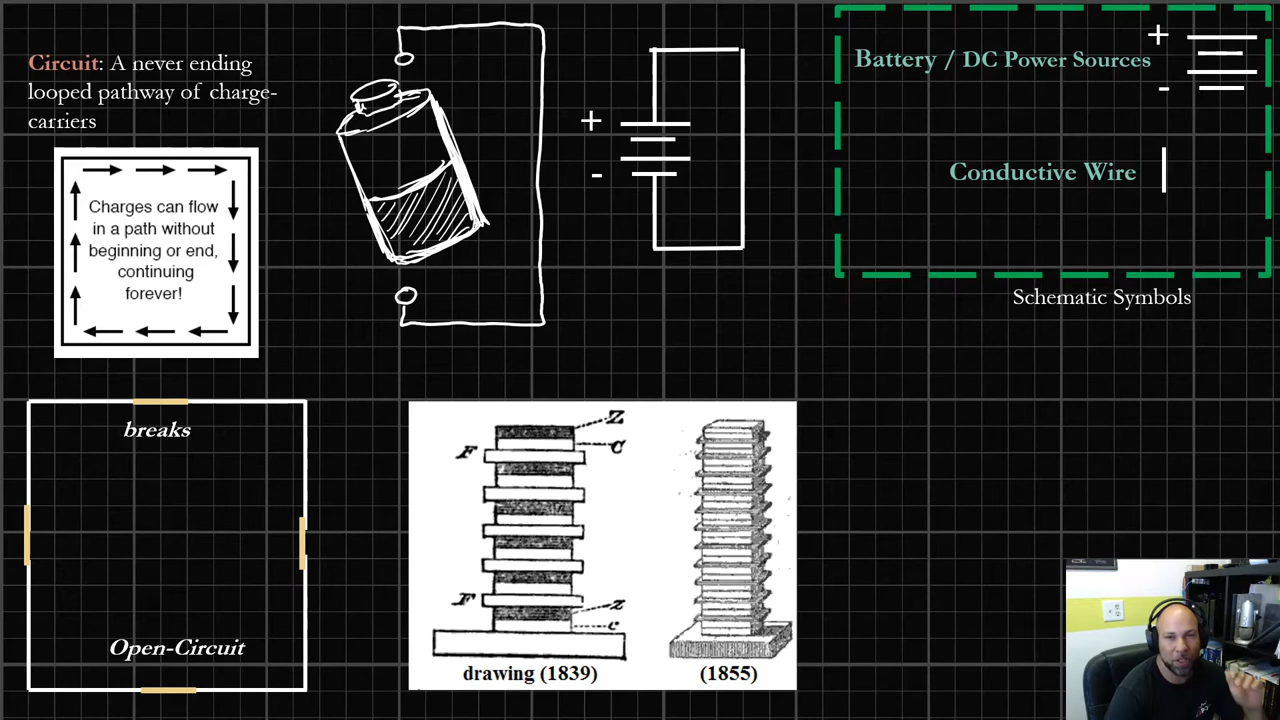 Circuit: A never ending
looped pathway of charge-
carriers
Charges can flow
in a path without
beginning or end,
continuing
forever!
+
-
Battery / DC Power Sources
+
-
Conductive Wire
Schematic Symbols
breaks
Open-Circuit
Z
C
F
F
z
c
drawing (1839)
(1855)